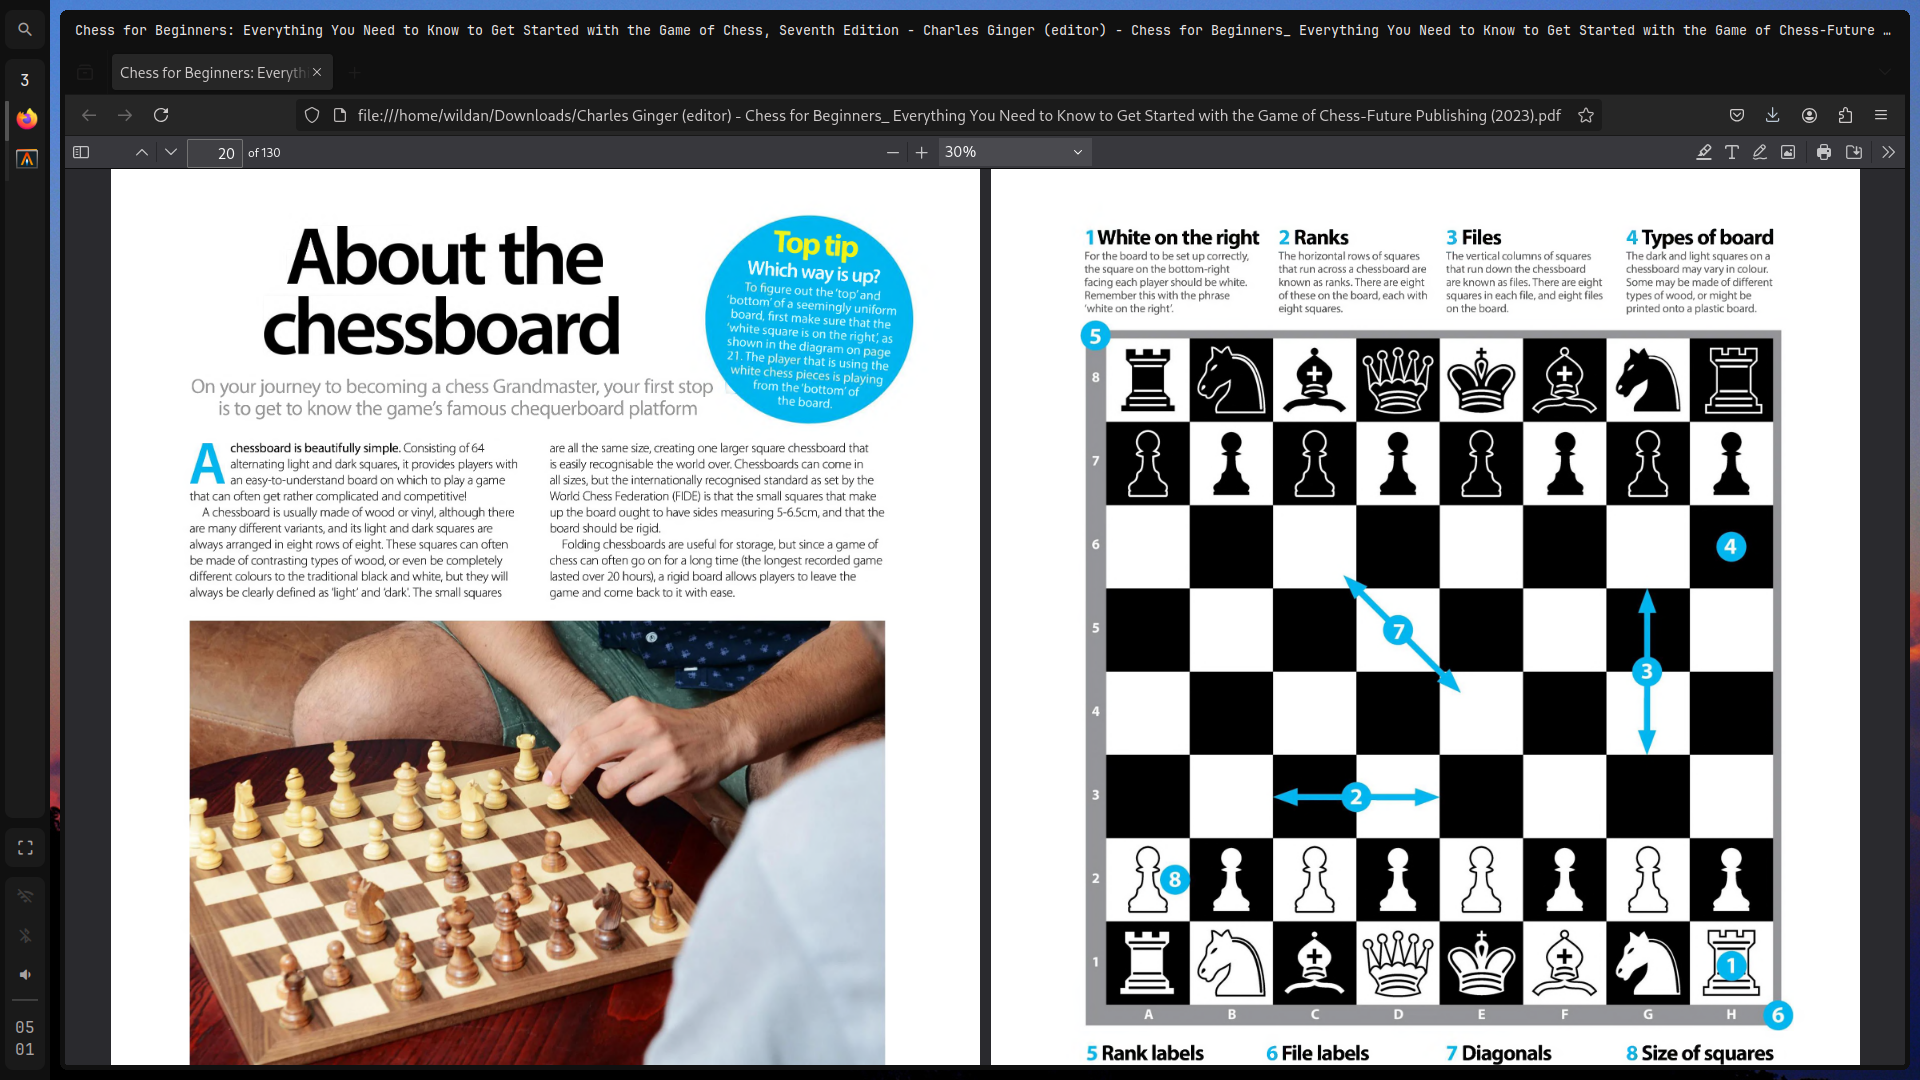 Chess for Beginners: Everything You Need to Know to Get Started with the Game of Chess, Seventh Edition - Charles Ginger (editor) - Chess for Beginners_ Everything You Need to Know to Get Started with the Game of Chess-Future …
3
Chess for Beginners: Everyth
file:///home/wildan/Downloads/Charles Ginger (editor) - Chess for Beginners_ Everything You Need to Know to Get Started with the Game of Chess-Future Publishing (2023).pdf
20 of 130
30%
About the
chessboard
On your journey to becoming a chess Grandmaster, your first stop
is to get to know the game's famous chequerboard platform
Top tip
Which way is up?
To figure out the 'top' and
'bottom' of a seemingly uniform
board, first make sure that the
'white square is on the right', as
shown in the diagram on page
21. The player that is using the
white chess pieces is playing
from the 'bottom' of
the board.
A chessboard is beautifully simple. Consisting of 64
alternating light and dark squares, it provides players with
an easy-to-understand board on which to play a game
that can often get rather complicated and competitive!
A chessboard is usually made of wood or vinyl, although there
are many different variants, and its light and dark squares are
always arranged in eight rows of eight. These squares can often
be made of contrasting types of wood, or even be completely
different colours to the traditional black and white, but they will
always be clearly defined as 'light' and 'dark'. The small squares
are all the same size, creating one larger square chessboard that
is easily recognisable the world over. Chessboards can come in
all sizes, but the internationally recognised standard as set by the
World Chess Federation (FIDE) is that the small squares that make
up the board ought to have sides measuring 5-6.5cm, and that the
board should be rigid.
Folding chessboards are useful for storage, but since a game of
chess can often go on for a long time (the longest recorded game
lasted over 20 hours), a rigid board allows players to leave the
game and come back to it with ease.
1 White on the right
For the board to be set up correctly,
the square on the bottom-right
facing each player should be white.
Remember this with the phrase
'white on the right'.
2 Ranks
The horizontal rows of squares
that run across a chessboard are
known as ranks. There are eight
of these on the board, each with
eight squares.
3 Files
The vertical columns of squares
that run down the chessboard
are known as files. There are eight
squares in each file, and eight files
on the board.
4 Types of board
The dark and light squares on a
chessboard may vary in colour.
Some may be made of different
types of wood, or might be
printed onto a plastic board.
5
8
7
6
4
7
5
3
4
3
2
2
8
1
1
A B C D E F G H
6
5 Rank labels
6 File labels
7 Diagonals
8 Size of squares
05
01